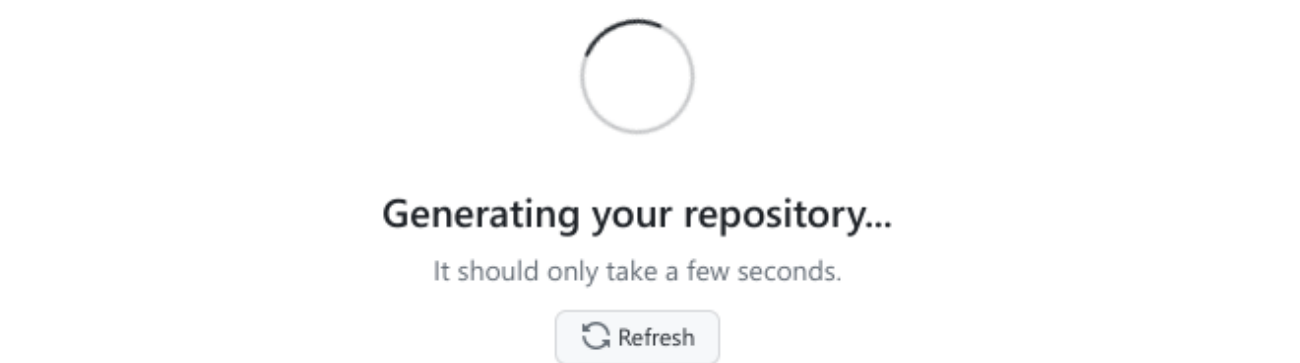 Generating your repository...
It should only take a few seconds.
Refresh